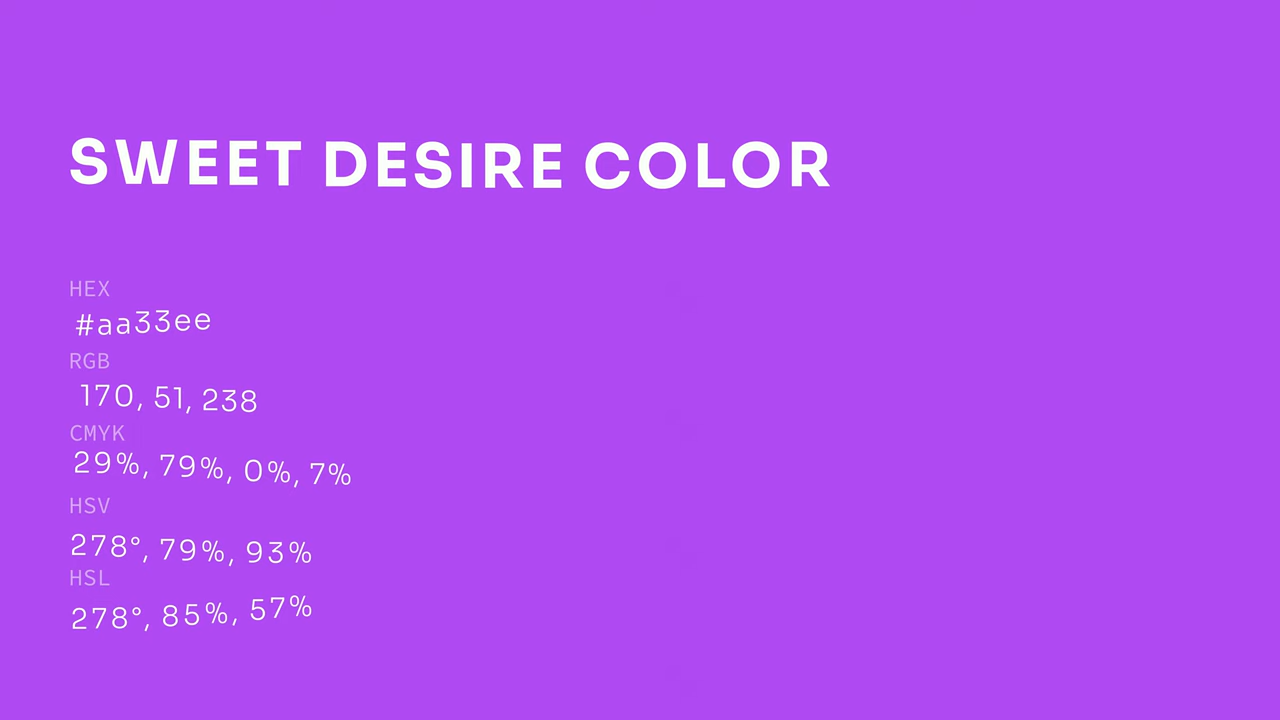 SWEET DESIRE COLOR
HEX
#aa33ee
RGB
170, 51, 238
CMYK
29%, 79%, 0%, 7%
HSV
278°, 79%, 93%
HSL
278°, 85%, 57%